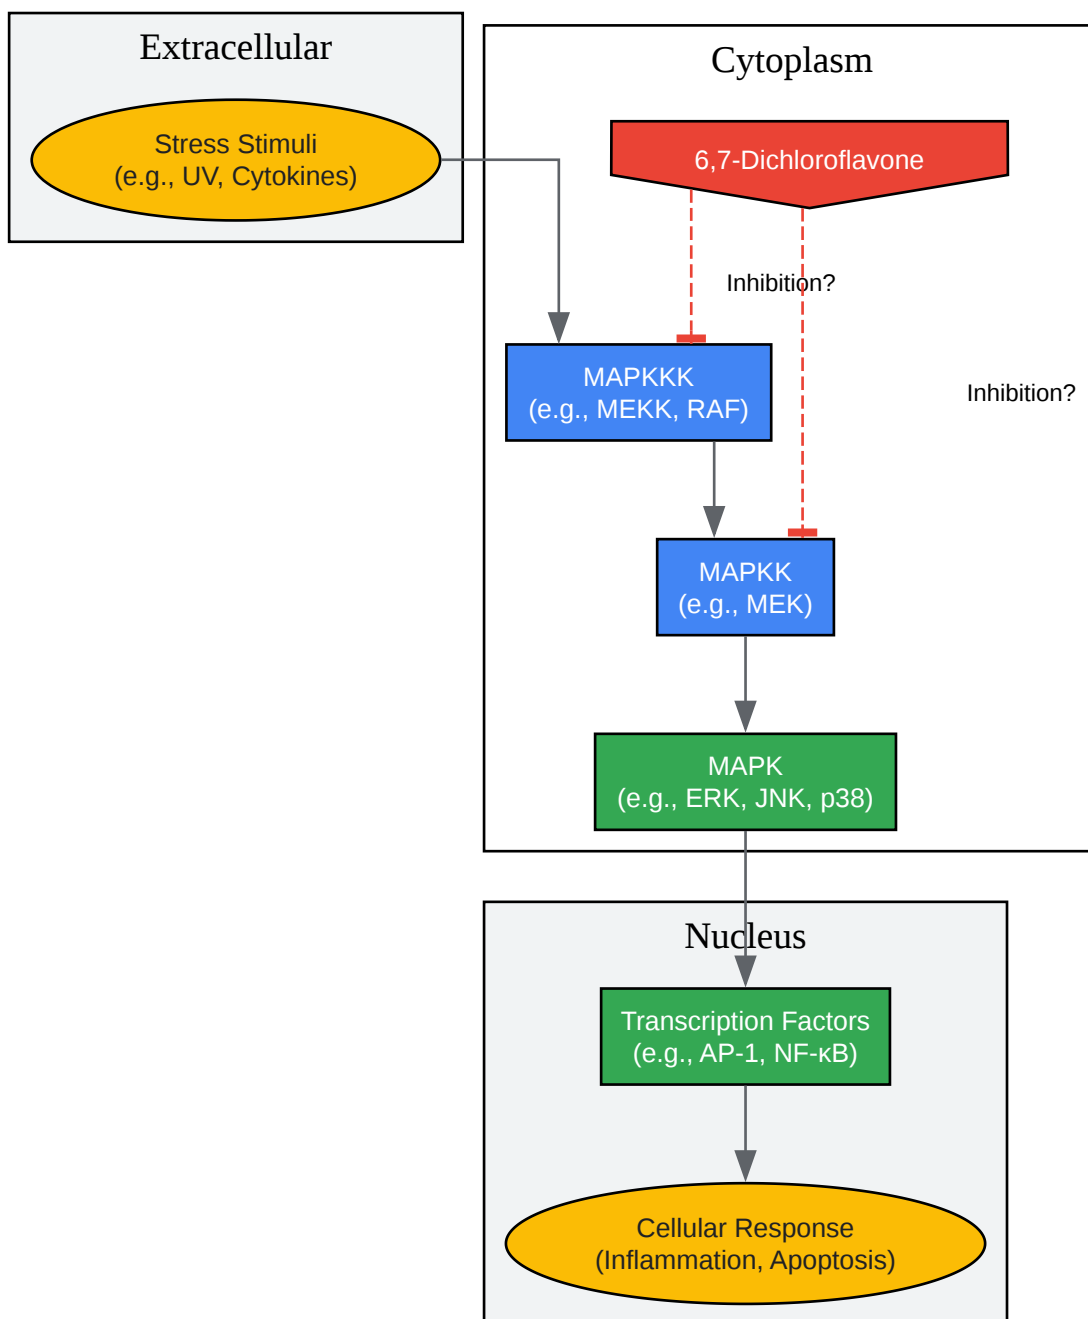 Extracellular
Stress Stimuli
(e.g., UV, Cytokines)
Cytoplasm
6,7-Dichloroflavone
Inhibition?
Inhibition?
MAPKKK
(e.g., MEKK, RAF)
MAPKK
(e.g., MEK)
MAPK
(e.g., ERK, JNK, p38)
Nucleus
Transcription Factors
(e.g., AP-1, NF-κB)
Cellular Response
(Inflammation, Apoptosis)